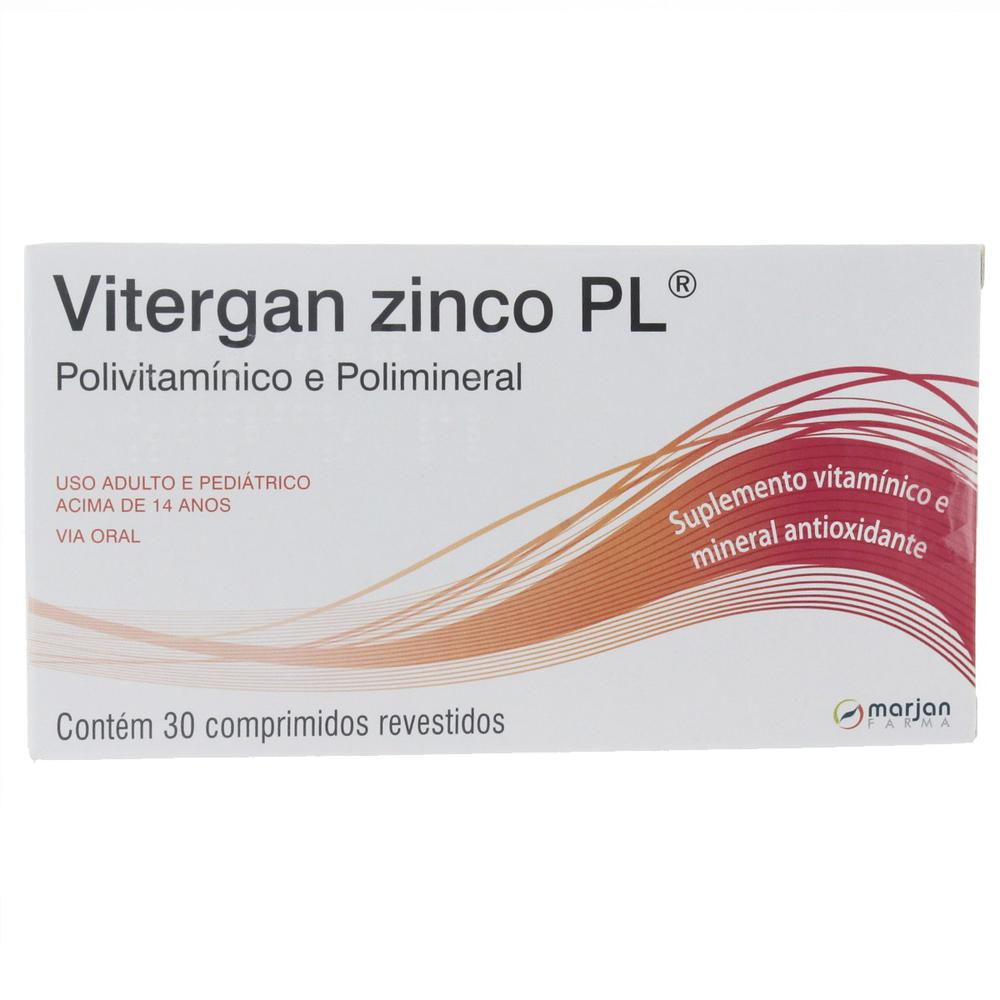 Vitergan zinco PL®
Polivitamínico e Polimineral
USO ADULTO E PEDIÁTRICO
ACIMA DE 14 ANOS
VIA ORAL
Suplemento vitamínico e
mineral antioxidante
Contém 30 comprimidos revestidos
marjan
FARMA